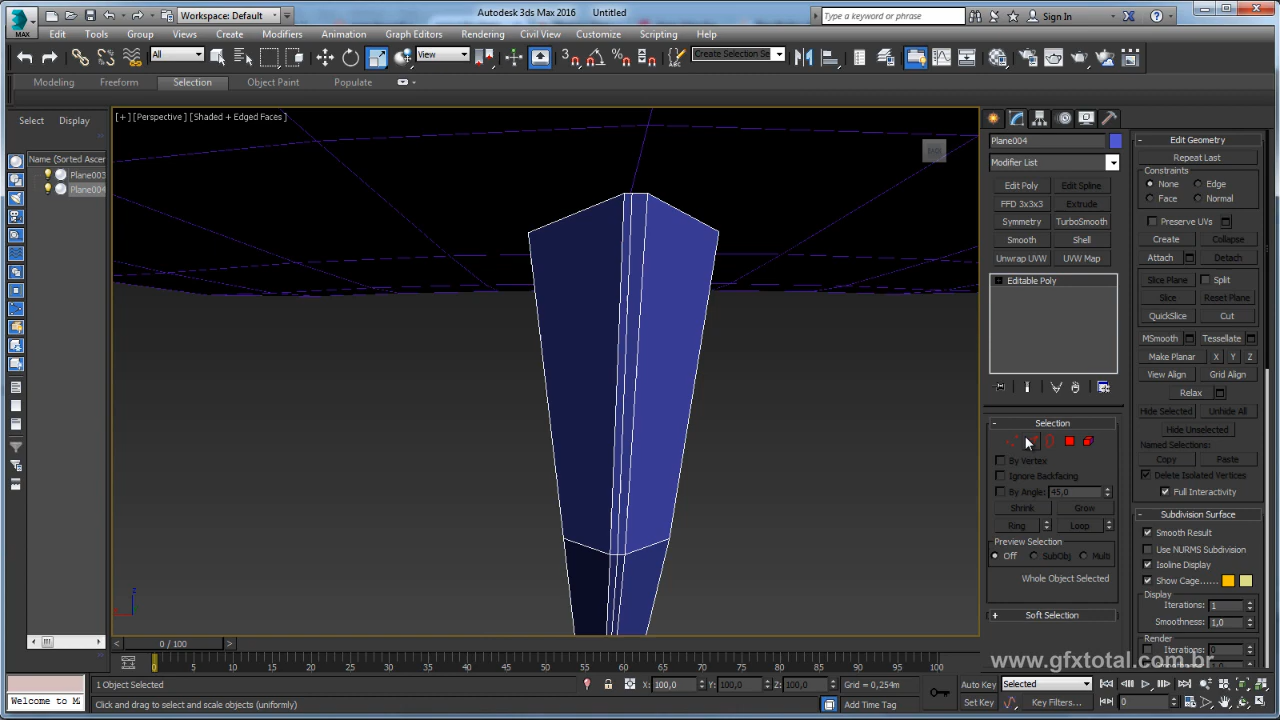 Workspace: Default
Autodesk 3ds Max 2016 Untitled
Type a keyword or phrase
Sign In
MAX
Edit Tools Group Views Create Modifiers Animation Graph Editors Rendering Civil View Customize Scripting Help
All
View
Create Selection Se
Modeling Freeform Selection Object Paint Populate
Select Display
Name (Sorted Ascen
Plane003
Plane004
[+] [Perspective] [Shaded + Edged Faces]
Plane004
Modifier List
Edit Poly Edit Spline
FFD 3x3x3 Extrude
Symmetry TurboSmooth
Smooth Shell
Unwrap UVW UVW Map
Editable Poly
Selection
By Vertex
Ignore Backfacing
By Angle: 45,0
Shrink Grow
Ring Loop
Preview Selection
Off SubObj Multi
Whole Object Selected
Soft Selection
Edit Geometry
Repeat Last
Constraints
None Edge
Face Normal
Preserve UVs
Create Collapse
Attach Detach
Slice Plane Split
Slice Reset Plane
QuickSlice Cut
MSmooth Tessellate
Make Planar X Y Z
View Align Grid Align
Relax
Hide Selected Unhide All
Hide Unselected
Named Selections:
Copy Paste
Delete Isolated Vertices
Full Interactivity
Subdivision Surface
Smooth Result
Use NURMS Subdivision
Isoline Display
Show Cage......
Display
Iterations: 1
Smoothness: 1,0
Render
Iterations: 0
www.gfxtotal.com.br
0 / 100
0 5 10 15 20 25 30 35 40 45 50 55 60 65 70 75 80 85 90 95 100
1 Object Selected
X: 100,0 Y: 100,0 Z: 100,0 Grid = 0,254m
Auto Key Selected
Welcome to M
Click and drag to select and scale objects (uniformly)
Add Time Tag
Set Key Key Filters... 0